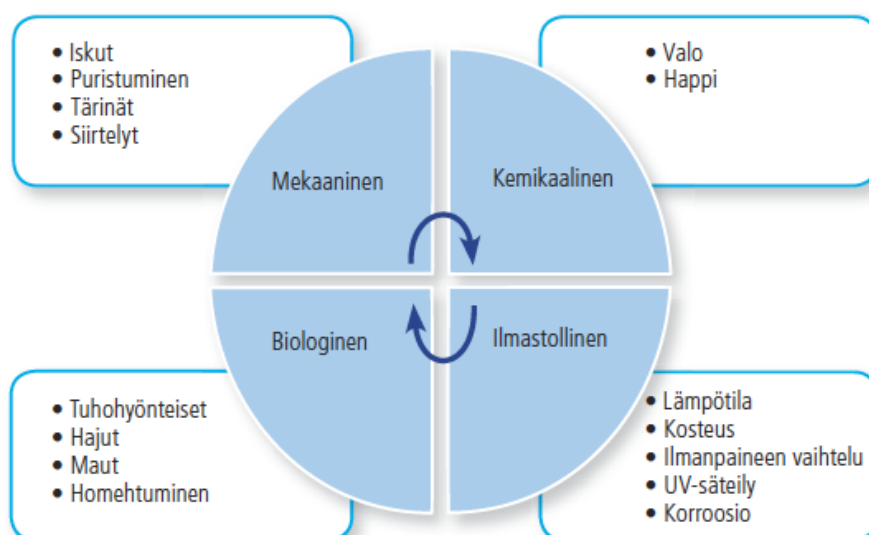 • Iskut
• Puristuminen
• Tärinät
• Siirtelyt
• Valo
• Happi
Mekaaninen
Kemikaalinen
Biologinen
Ilmastollinen
• Tuhohyönteiset
• Hajut
• Maut
• Homehtuminen
• Lämpötila
• Kosteus
• Ilmanpaineen vaihtelu
• UV-säteily
• Korroosio